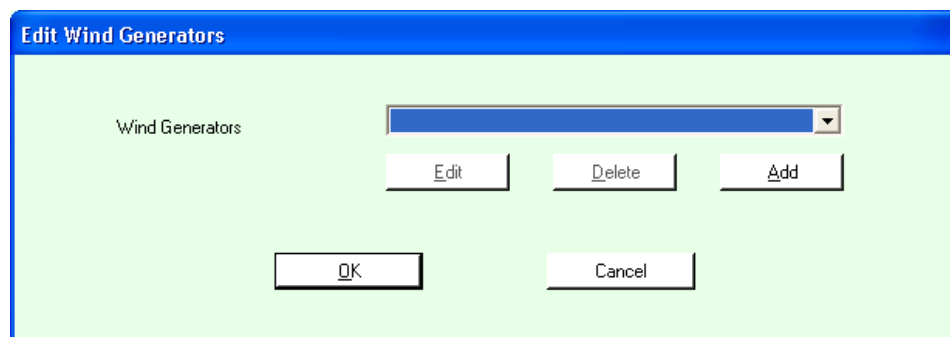 Edit Wind Generators
Wind Generators
Edit Delete Add
OK Cancel